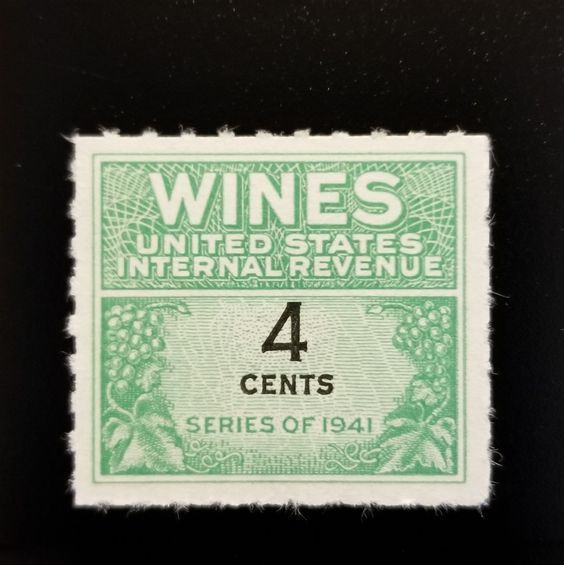 WINES
UNITED STATES
INTERNAL REVENUE
4
CENTS
SERIES OF 1941